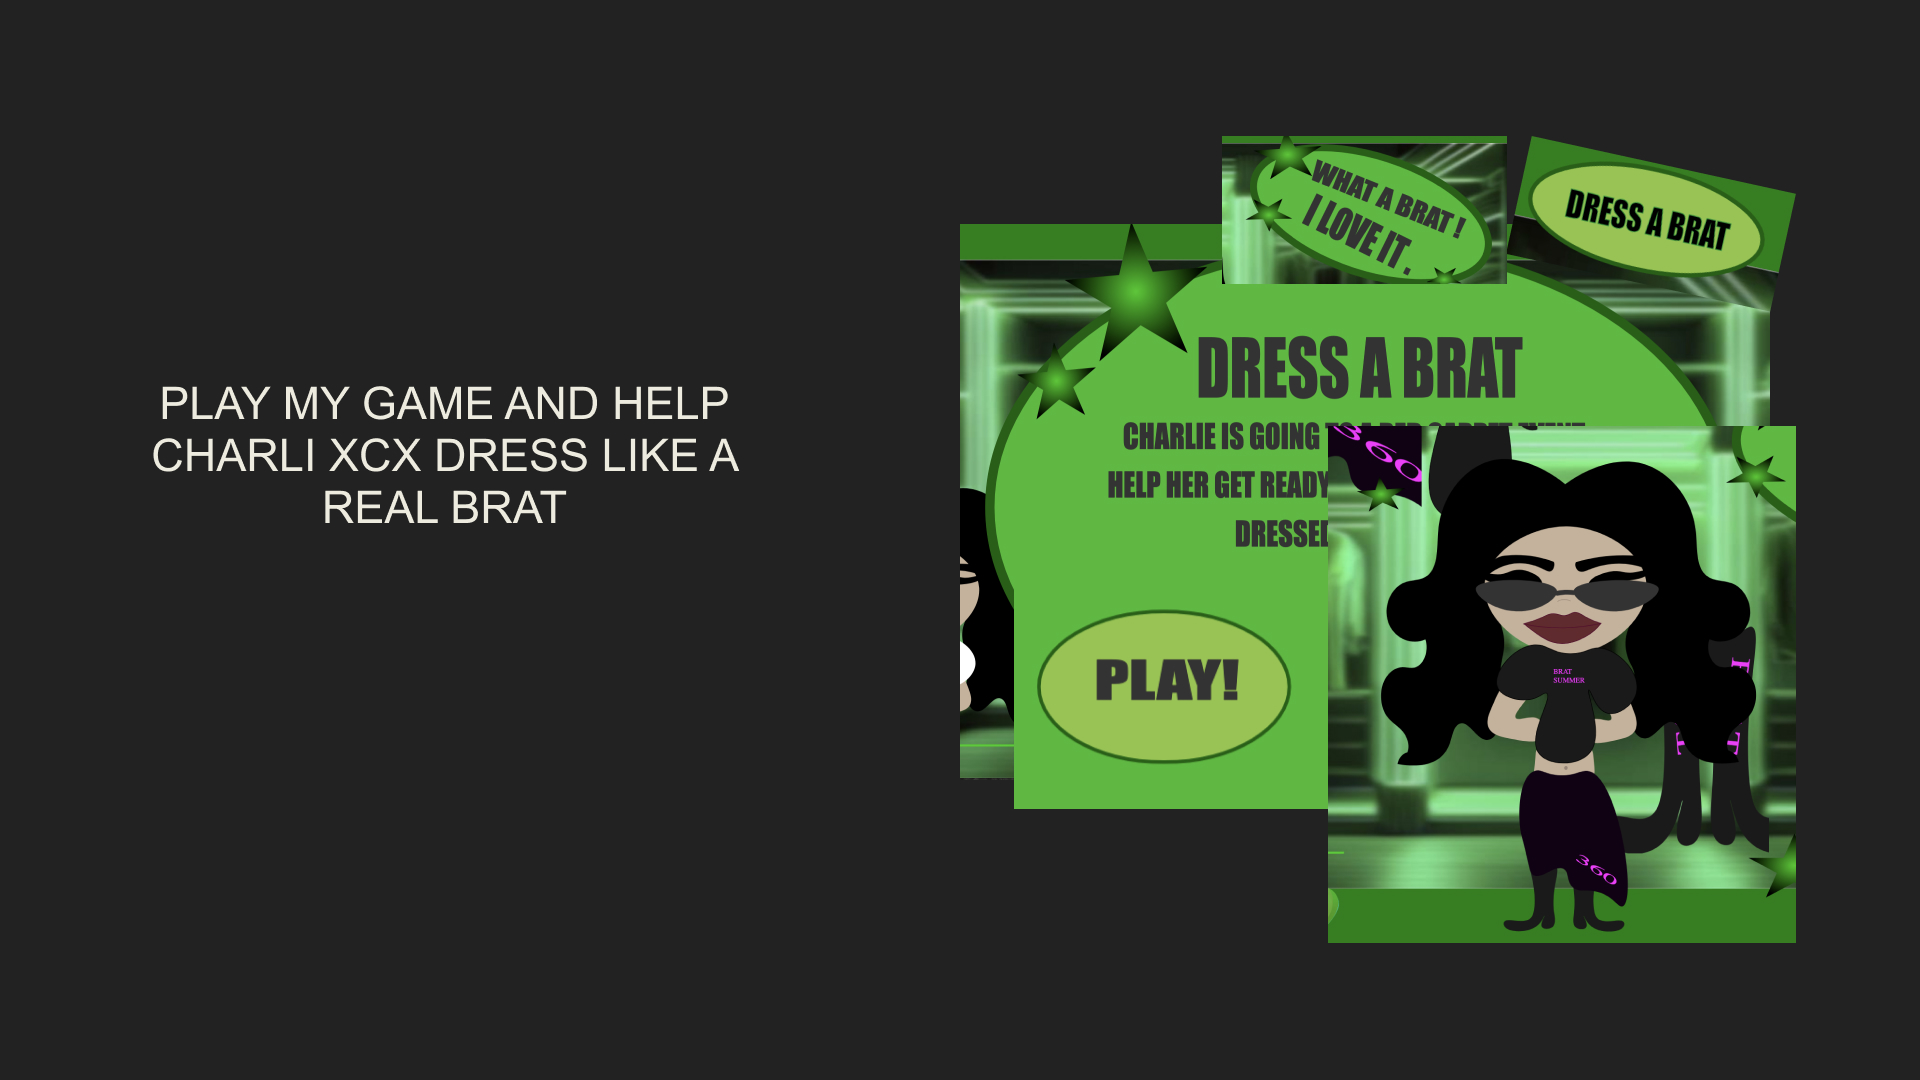 PLAY MY GAME AND HELP
CHARLI XCX DRESS LIKE A
REAL BRAT
WHAT A BRAT !
I LOVE IT.
DRESS A BRAT
DRESS A BRAT
CHARLIE IS GOING
HELP HER GET READY
DRESSED
PLAY!
360
BRAT
SUMMER
360